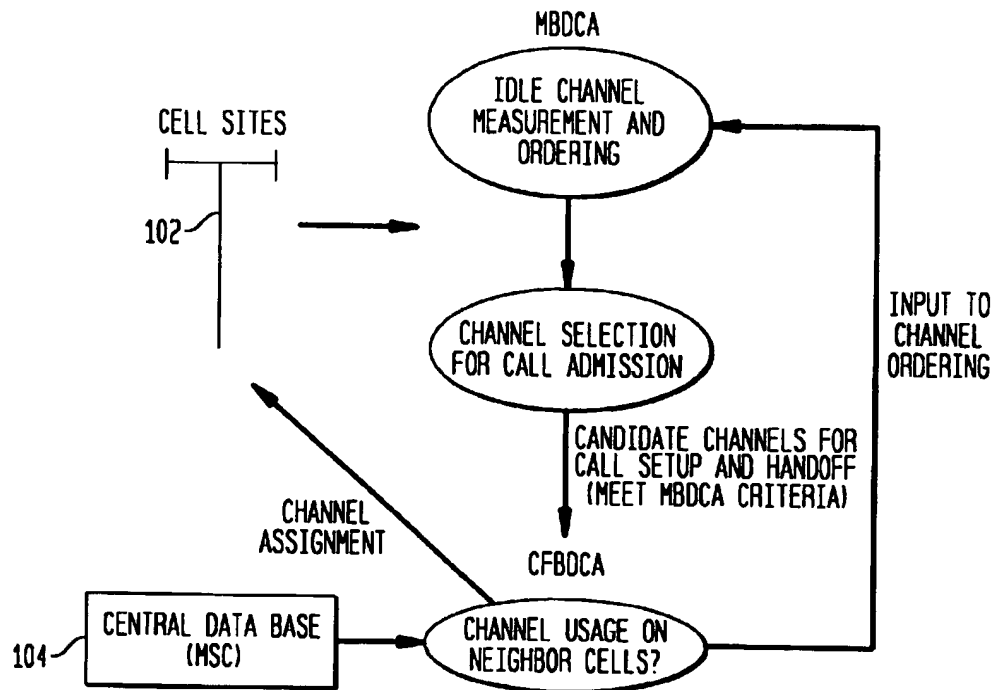 MBDCA
IDLE CHANNEL
MEASUREMENT AND
ORDERING
CELL SITES
102
CHANNEL SELECTION
FOR CALL ADMISSION
INPUT TO
CHANNEL
ORDERING
CANDIDATE CHANNELS FOR
CALL SETUP AND HANDOFF
(MEET MBDCA CRITERIA)
CHANNEL
ASSIGNMENT
CFBDCA
CENTRAL DATA BASE
(MSC)
104
CHANNEL USAGE ON
NEIGHBOR CELLS?